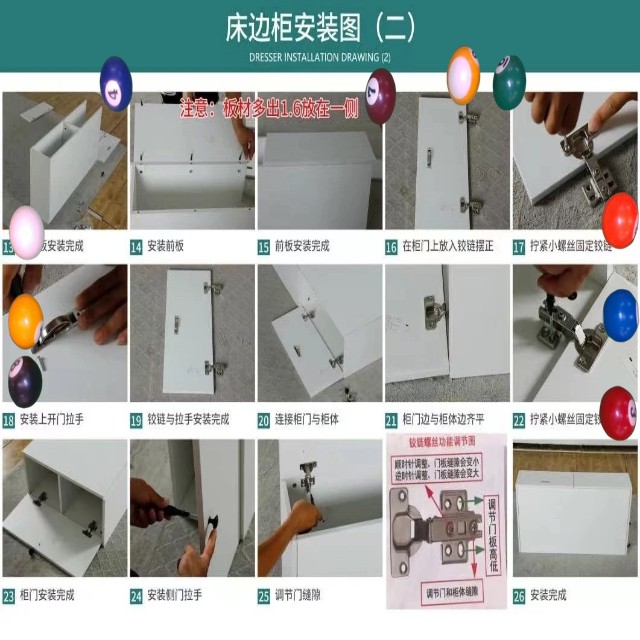 床边柜安装图（二）
DRESSER INSTALLATION DRAWING (2)
注意：板材多出1.6放在一侧
13 板安装完成
14 安装前板
15 前板安装完成
16 在柜门上放入铰链摆正
17 拧紧小螺丝固定铰链
18 安装上开门拉手
19 铰链与拉手安装完成
20 连接柜门与柜体
21 柜门边与柜体边齐平
22 拧紧小螺丝固定铰
铰链螺丝功能调节图
顺时针调整，门板缝隙会变小
逆时针调整，门板缝隙会变大
调节门板高低
调节门和柜体缝隙
23 柜门安装完成
24 安装侧门拉手
25 调节门缝隙
26 安装完成